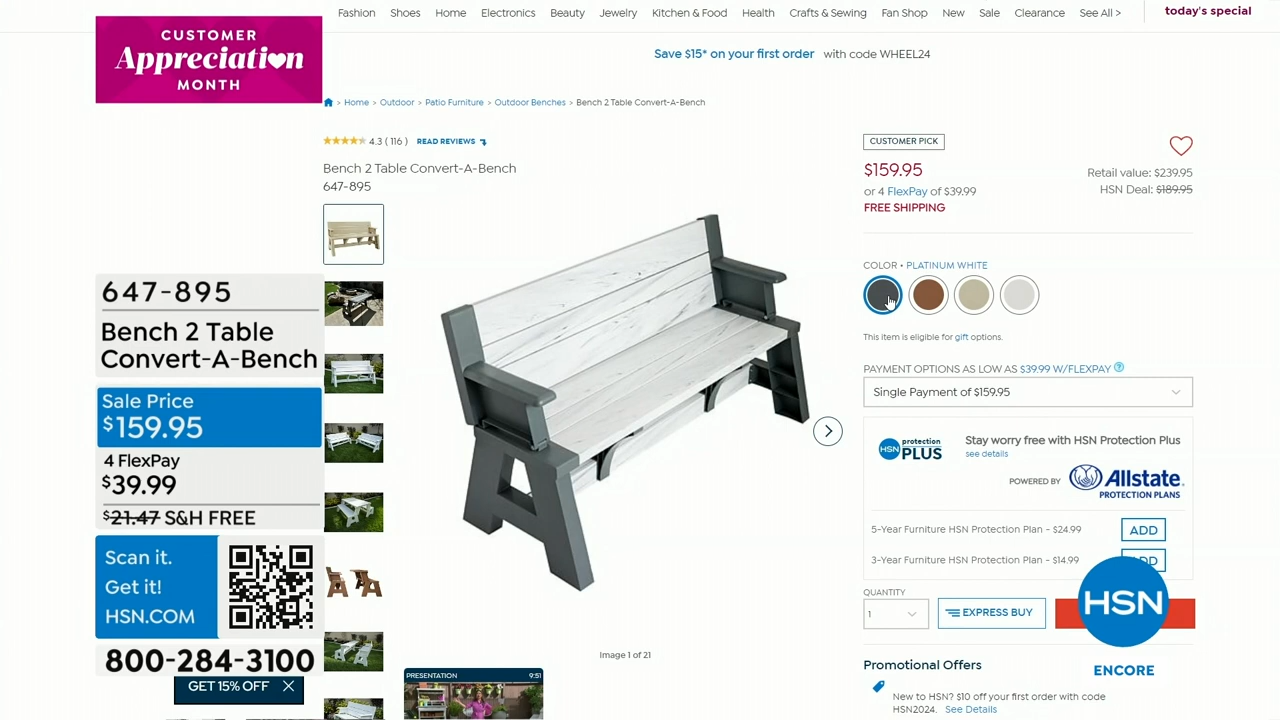 Fashion Shoes Home Electronics Beauty Jewelry Kitchen & Food Health Crafts & Sewing Fan Shop New Sale Clearance See All > today's special
CUSTOMER
Appreciation
MONTH
Save $15* on your first order with code WHEEL24
> Home > Outdoor > Patio Furniture > Outdoor Benches > Bench 2 Table Convert-A-Bench
4.3 ( 116 ) READ REVIEWS
Bench 2 Table Convert-A-Bench
647-895
CUSTOMER PICK
$159.95
or 4 FlexPay of $39.99
FREE SHIPPING
Retail value: $239.95
HSN Deal: $189.95
COLOR • PLATINUM WHITE
This item is eligible for gift options.
PAYMENT OPTIONS AS LOW AS $39.99 W/FLEXPAY ?
Single Payment of $159.95
HSN protection PLUS
Stay worry free with HSN Protection Plus
see details
POWERED BY Allstate.
PROTECTION PLANS
5-Year Furniture HSN Protection Plan - $24.99 ADD
3-Year Furniture HSN Protection Plan - $14.99
QUANTITY
1
EXPRESS BUY
HSN
ENCORE
Promotional Offers
New to HSN? $10 off your first order with code
HSN2024. See Details
647-895
Bench 2 Table
Convert-A-Bench
Sale Price
$159.95
4 FlexPay
$39.99
$21.47 S&H FREE
Scan it.
Get it!
HSN.COM
800-284-3100
GET 15% OFF
Image 1 of 21
PRESENTATION 9:51